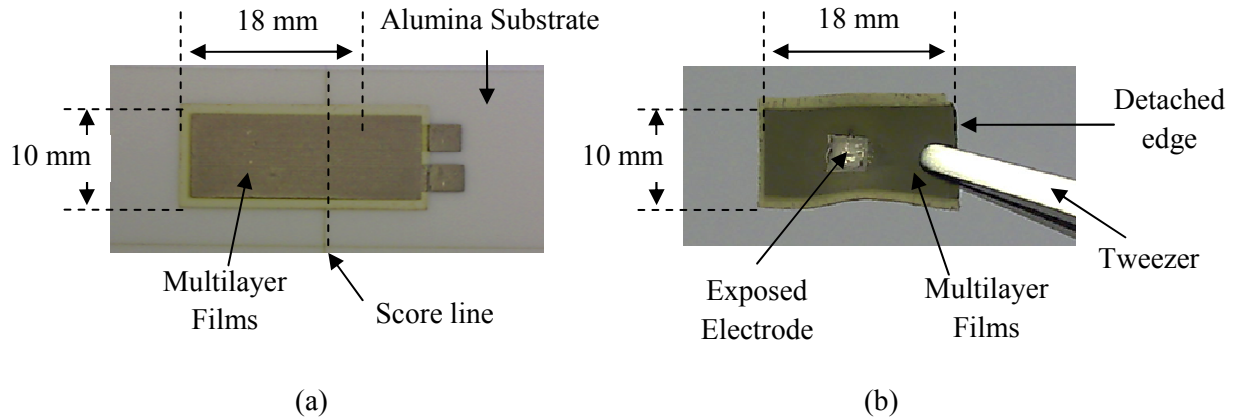 18 mm
Alumina Substrate
10 mm
Multilayer
Films
Score line
(a)
18 mm
Detached
edge
10 mm
Tweezer
Exposed
Electrode
Multilayer
Films
(b)